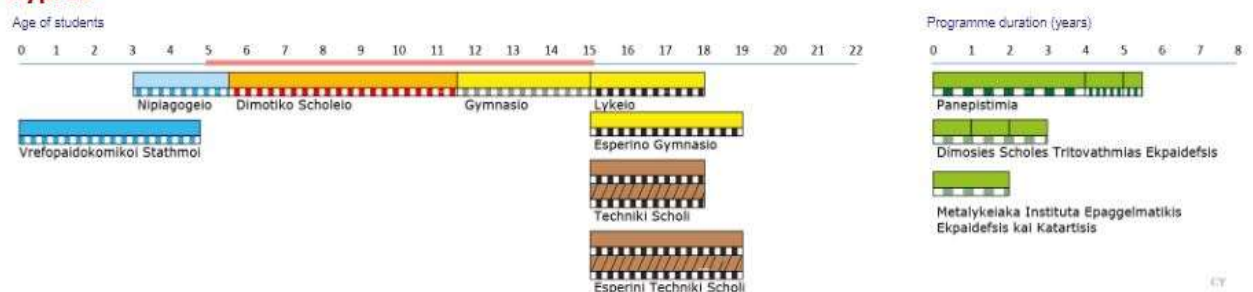 Age of students
Programme duration (years)
0 1 2 3 4 5 6 7 8 9 10 11 12 13 14 15 16 17 18 19 20 21 22
0 1 2 3 4 5 6 7 8
Nipiagogeio Dimotiko Scholeio Gymnasio Lykeio
Panepistimia
Vrefopaidokomikoi Stathmoi
Esperino Gymnasio
Dimosies Scholes Tritovathmias Ekpaidefsis
Techniki Scholi
Metalykeiaka Instituta Epaggelmatikis
Ekpaidefsis kai Katartisis
Esperini Techniki Scholi
CY